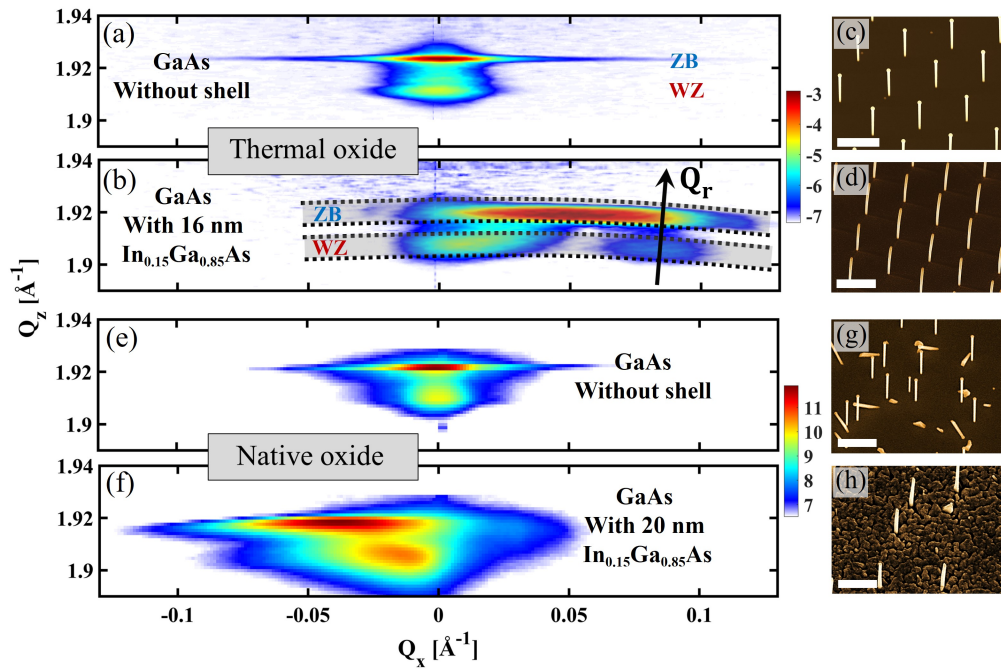 1.94
(a)
GaAs
Without shell
ZB
WZ
1.92
1.9
(c)
-3
-4
-5
-6
-7
Thermal oxide
1.94
(b)
GaAs
With 16 nm
In0.15Ga0.85As
ZB
WZ
Qr
1.92
1.9
(d)
Qz [Å-1]
1.94
(e)
GaAs
Without shell
1.92
1.9
(g)
11
10
9
8
7
Native oxide
1.94
(f)
GaAs
With 20 nm
In0.15Ga0.85As
1.92
1.9
(h)
-0.1
-0.05
0
0.05
0.1
Qx [Å-1]